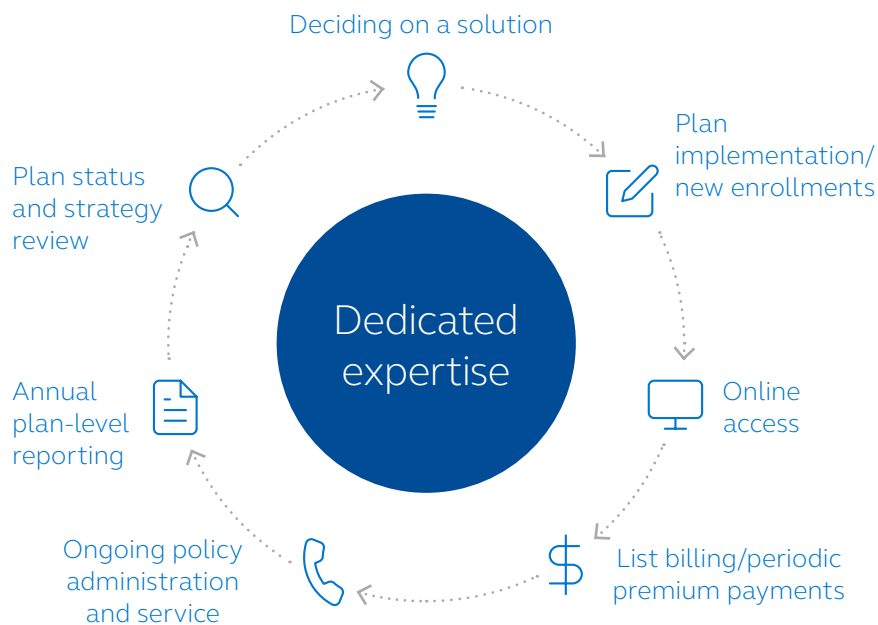 Deciding on a solution
Plan
implementation/
new enrollments
Online
access
List billing/periodic
premium payments
Ongoing policy
administration
and service
Annual
plan-level
reporting
Plan status
and strategy
review
Dedicated
expertise